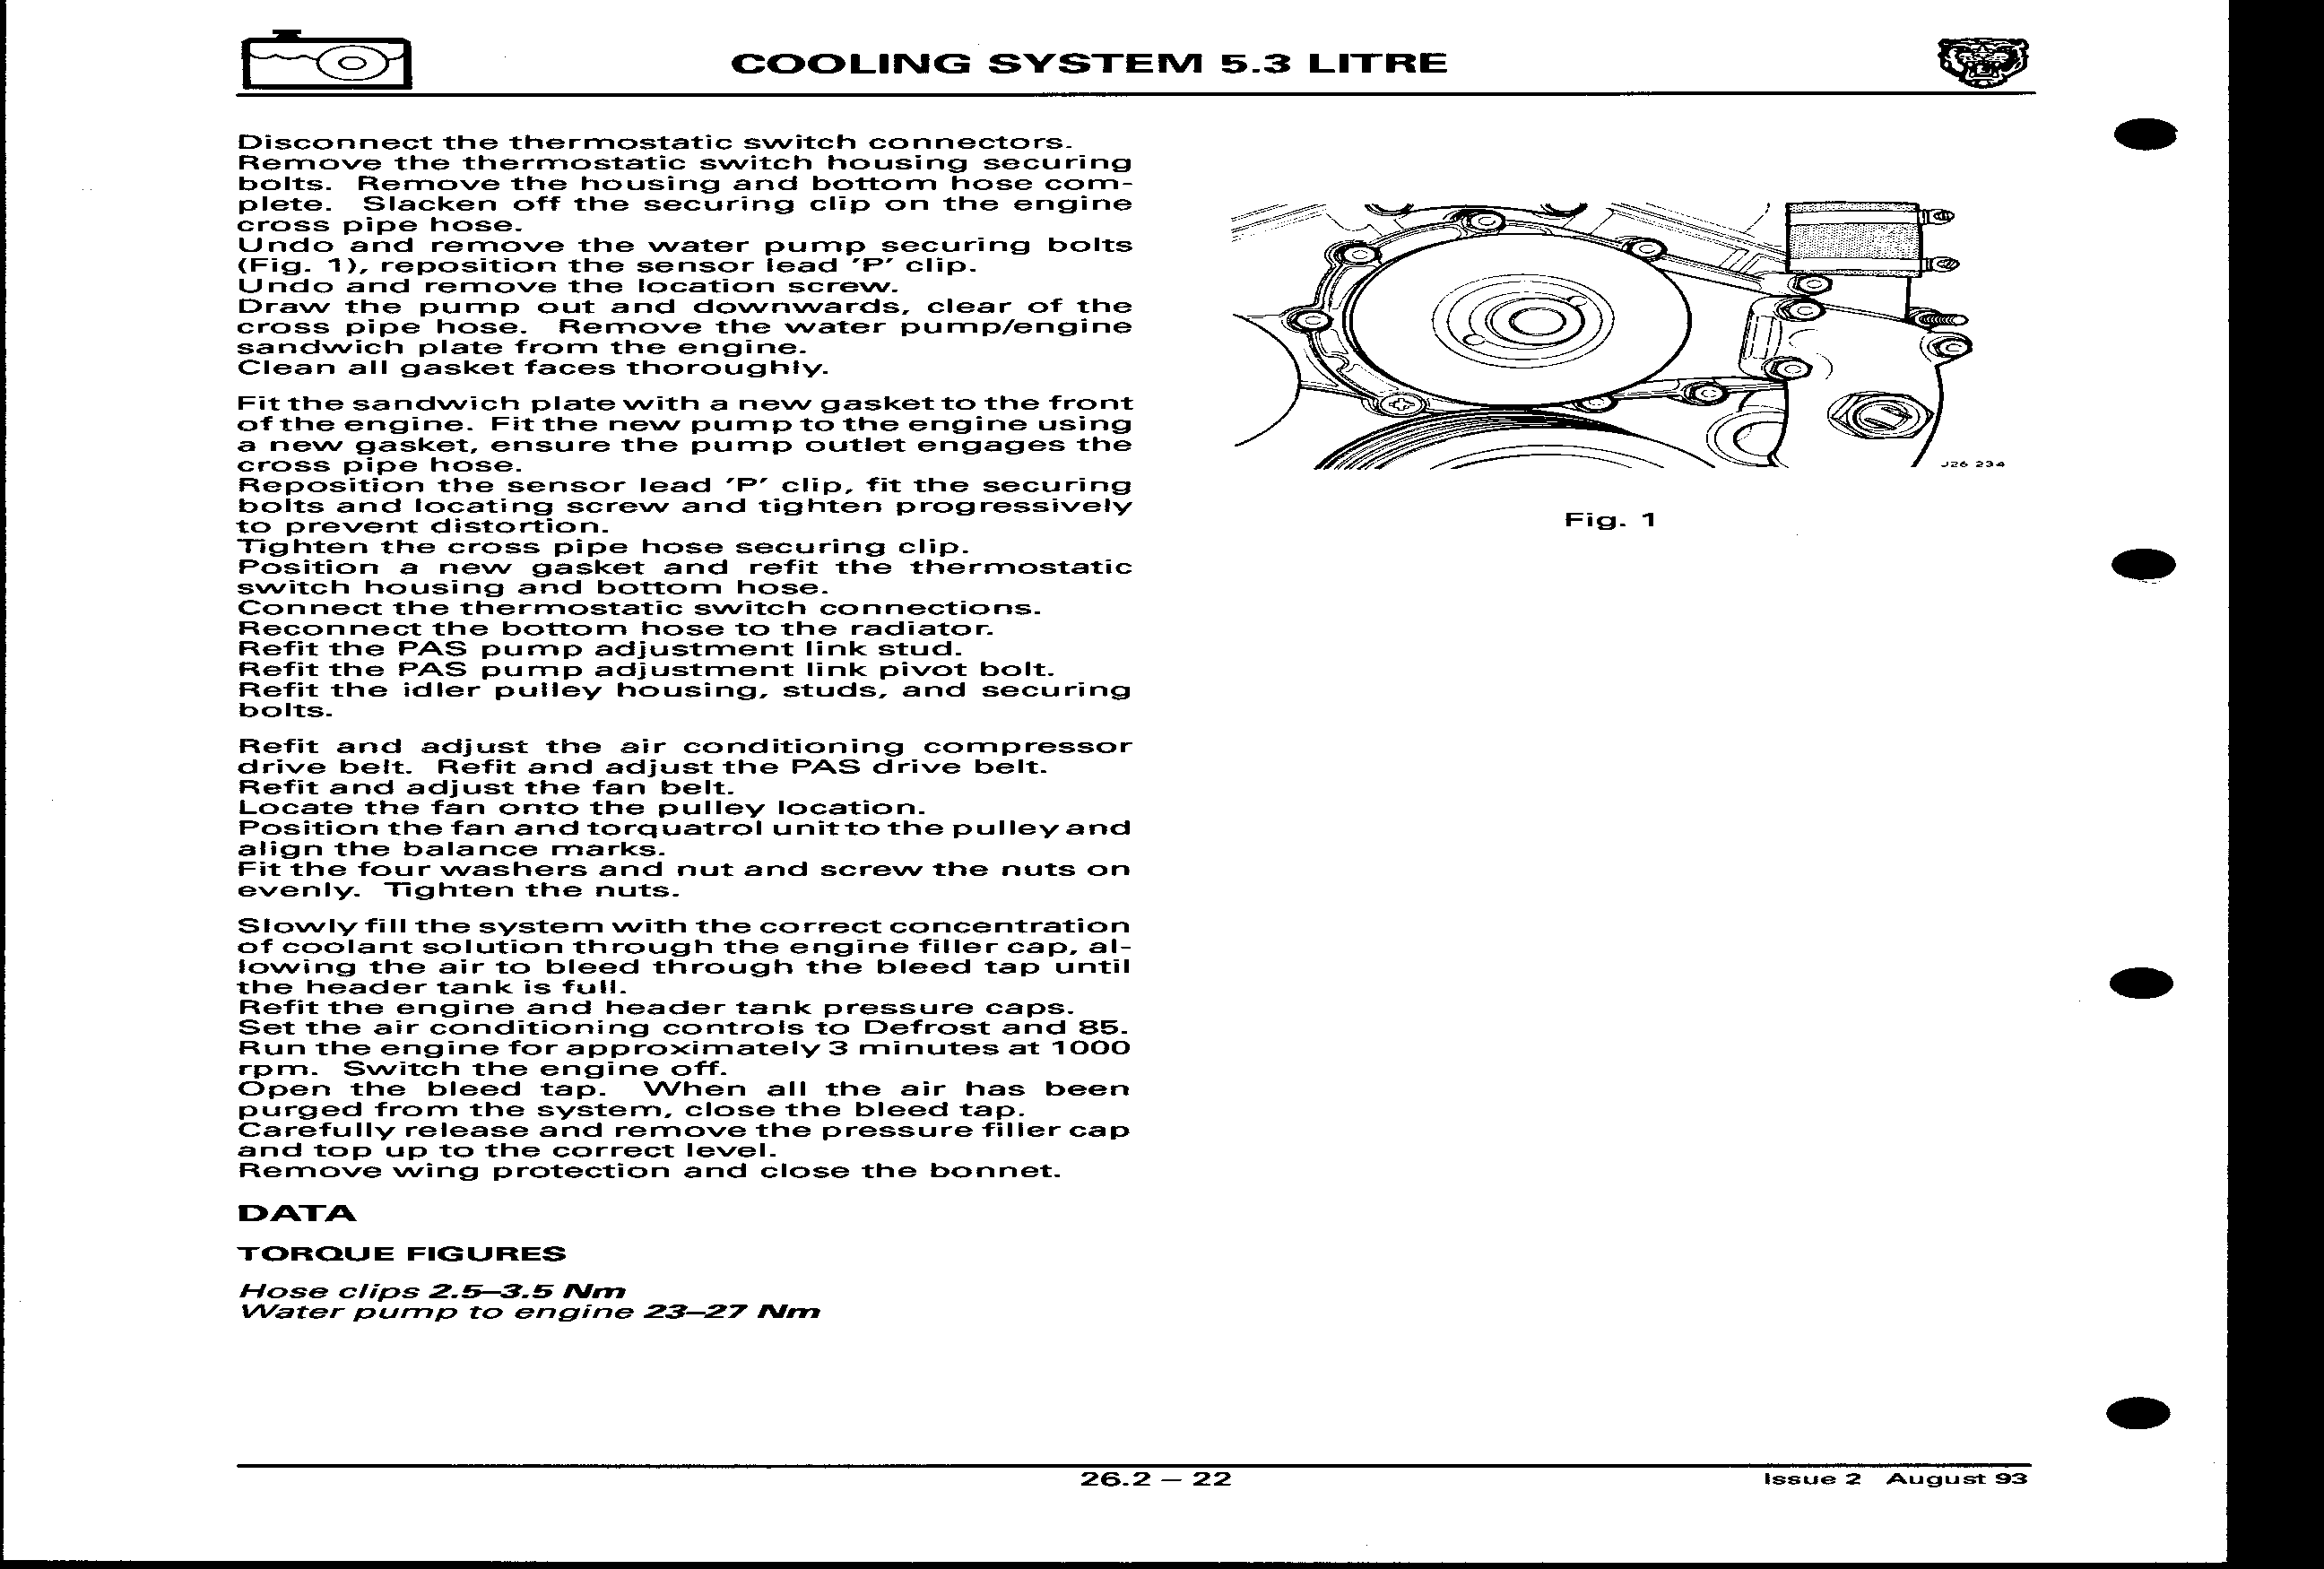 COOLING SYSTEM 5.3 LITRE
Disconnect the thermostatic switch connectors.
Remove the thermostatic switch housing securing
bolts. Remove the housing and bottom hose com-
plete. Slacken off the securing clip on the engine
cross pipe hose.
Undo and remove the water pump securing bolts
(Fig. 1), reposition the sensor lead 'P' clip.
Undo and remove the location screw.
Draw the pump out and downwards, clear of the
cross pipe hose. Remove the water pump/engine
sandwich plate from the engine.
Clean all gasket faces thoroughly.
Fit the sandwich plate with a new gasket to the front
of the engine. Fit the new pump to the engine using
a new gasket, ensure the pump outlet engages the
cross pipe hose.
Reposition the sensor lead 'P' clip, fit the securing
bolts and locating screw and tighten progressively
to prevent distortion.
Tighten the cross pipe hose securing clip.
Position a new gasket and refit the thermostatic
switch housing and bottom hose.
Connect the thermostatic switch connections.
Reconnect the bottom hose to the radiator.
Refit the PAS pump adjustment link stud.
Refit the PAS pump adjustment link pivot bolt.
Refit the idler pulley housing, studs, and securing
bolts.
Refit and adjust the air conditioning compressor
drive belt. Refit and adjust the PAS drive belt.
Refit and adjust the fan belt.
Locate the fan onto the pulley location.
Position the fan and torquatrol unit to the pulley and
align the balance marks.
Fit the four washers and nut and screw the nuts on
evenly. Tighten the nuts.
Slowly fill the system with the correct concentration
of coolant solution through the engine filler cap, al-
lowing the air to bleed through the bleed tap until
the header tank is full.
Refit the engine and header tank pressure caps.
Set the air conditioning controls to Defrost and 85.
Run the engine for approximately 3 minutes at 1000
rpm. Switch the engine off.
Open the bleed tap. When all the air has been
purged from the system, close the bleed tap.
Carefully release and remove the pressure filler cap
and top up to the correct level.
Remove wing protection and close the bonnet.
DATA
TORQUE FIGURES
Hose clips 2.5–3.5 Nm
Water pump to engine 23–27 Nm
J26 234
Fig. 1
26.2 – 22
Issue 2 August 93